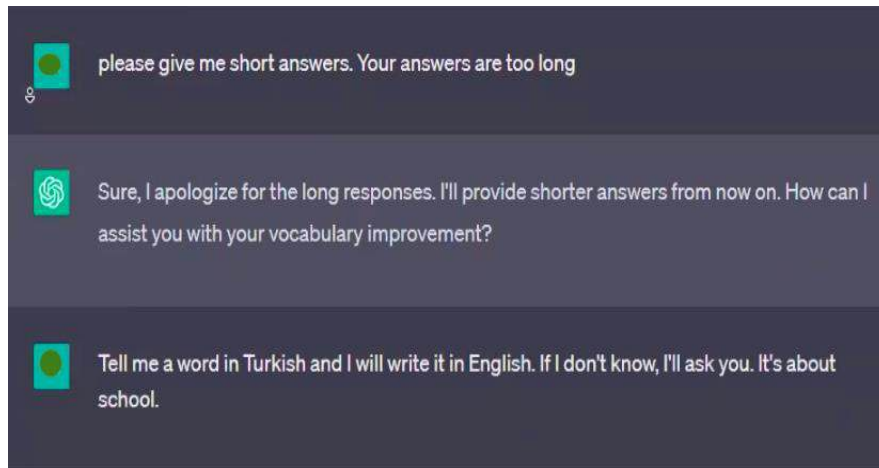 please give me short answers. Your answers are too long
Sure, I apologize for the long responses. I'll provide shorter answers from now on. How can I
assist you with your vocabulary improvement?
Tell me a word in Turkish and I will write it in English. If I don't know, I'll ask you. It's about
school.